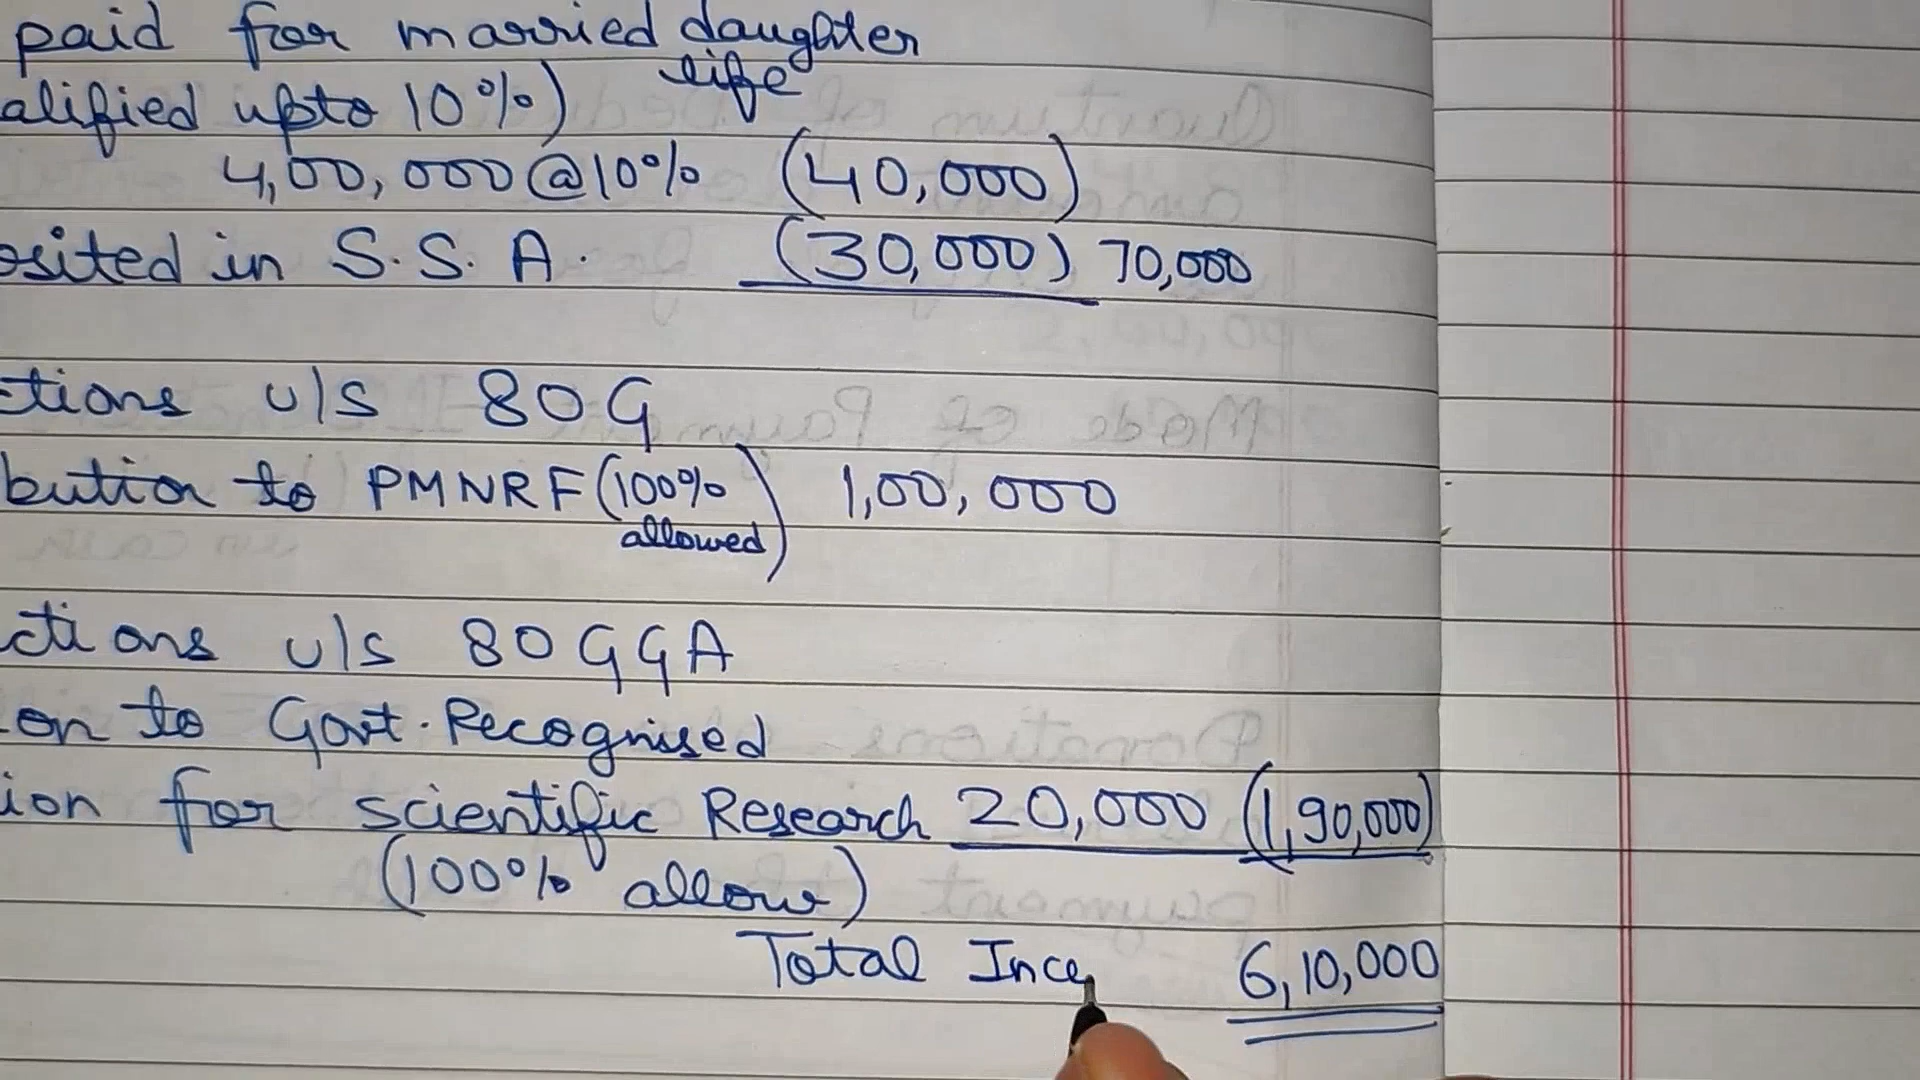 paid for married daughter
life
alified upto 10%)
4,00,000 @10% (40,000)
osited in S.S.A. (30,000) 70,000
ctions u/s 80G
bution to PMNRF (100% allowed) 1,00,000
ctions u/s 80GGA
on to Govt. Recognised
ion for scientific Research 20,000 (1,90,000)
(100% allow)
Total Inco 6,10,000